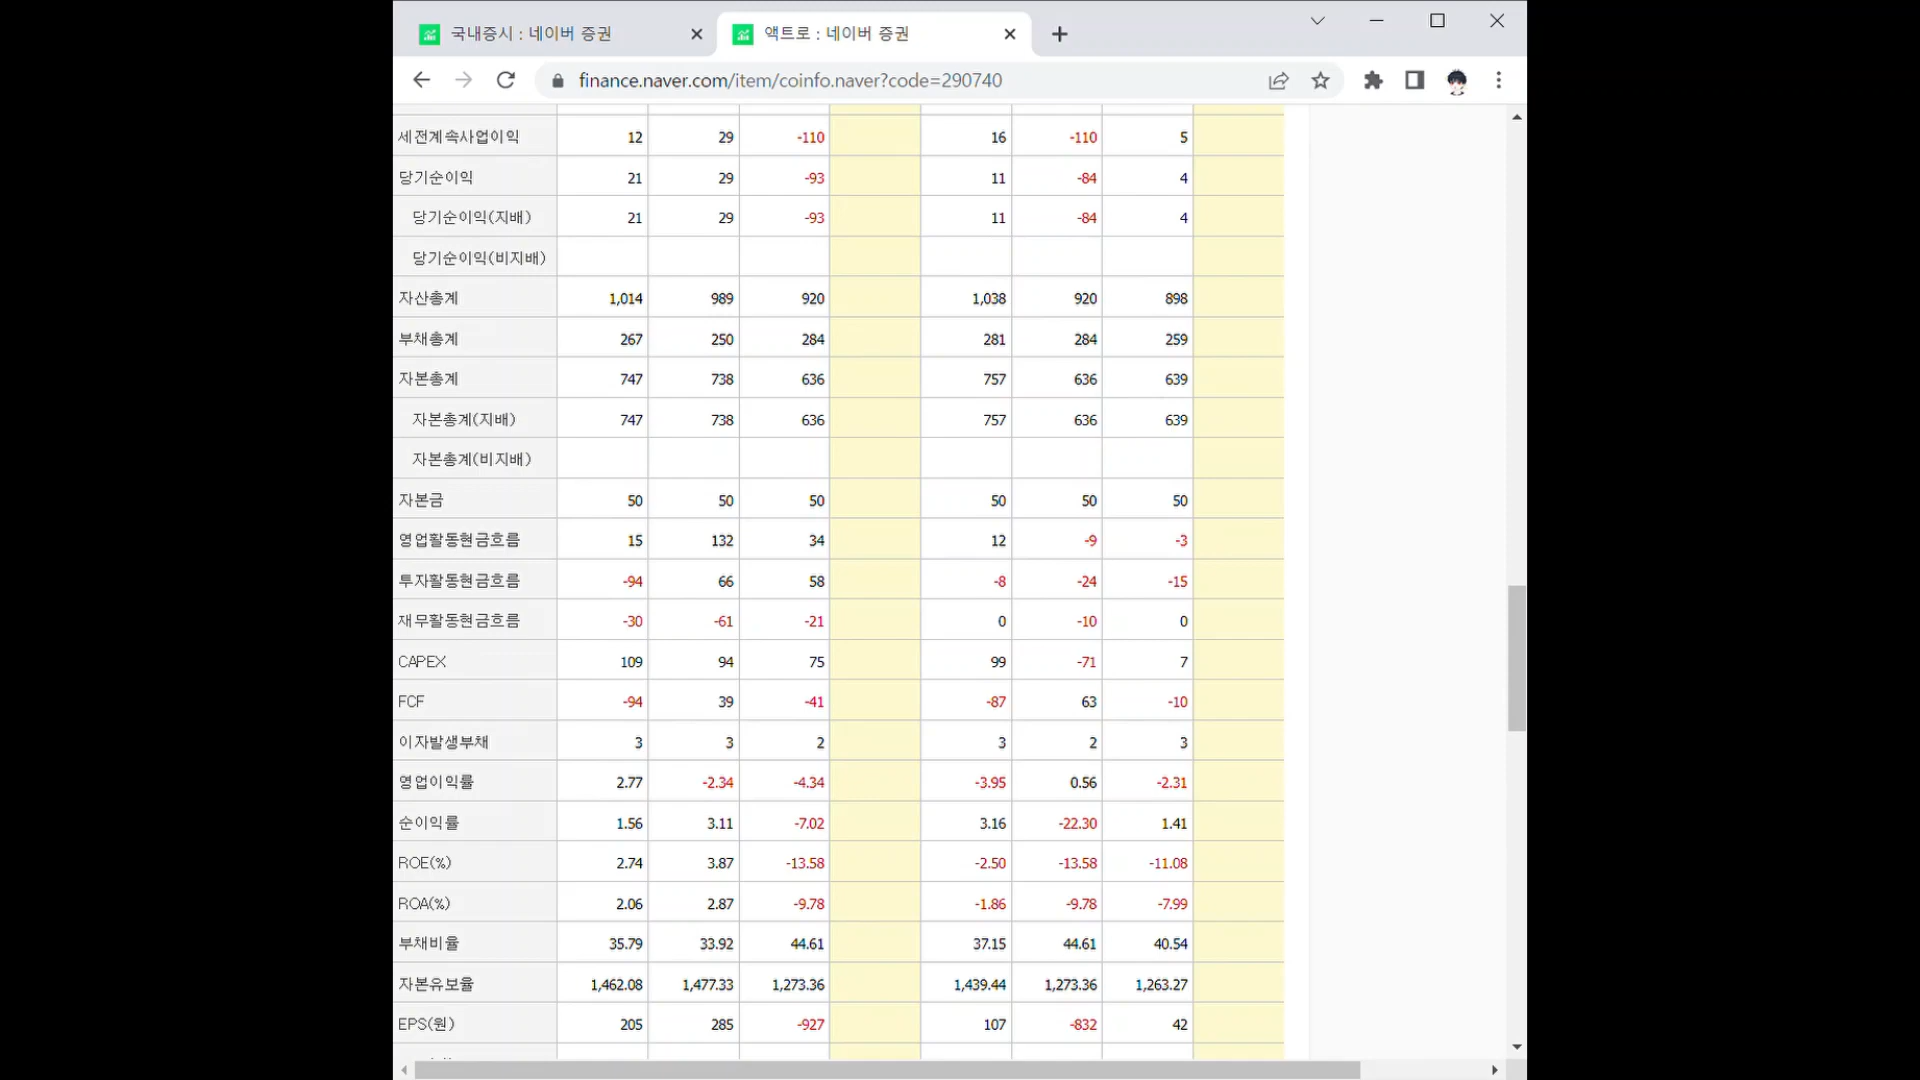 국내증시 : 네이버 증권
액트로 : 네이버 증권
finance.naver.com/item/coinfo.naver?code=290740
세전계속사업이익 12 29 -110 16 -110 5
당기순이익 21 29 -93 11 -84 4
당기순이익(지배) 21 29 -93 11 -84 4
당기순이익(비지배)
자산총계 1,014 989 920 1,038 920 898
부채총계 267 250 284 281 284 259
자본총계 747 738 636 757 636 639
자본총계(지배) 747 738 636 757 636 639
자본총계(비지배)
자본금 50 50 50 50 50 50
영업활동현금흐름 15 132 34 12 -9 -3
투자활동현금흐름 -94 66 58 -8 -24 -15
재무활동현금흐름 -30 -61 -21 0 -10 0
CAPEX 109 94 75 99 -71 7
FCF -94 39 -41 -87 63 -10
이자발생부채 3 3 2 3 2 3
영업이익률 2.77 -2.34 -4.34 -3.95 0.56 -2.31
순이익률 1.56 3.11 -7.02 3.16 -22.30 1.41
ROE(%) 2.74 3.87 -13.58 -2.50 -13.58 -11.08
ROA(%) 2.06 2.87 -9.78 -1.86 -9.78 -7.99
부채비율 35.79 33.92 44.61 37.15 44.61 40.54
자본유보율 1,462.08 1,477.33 1,273.36 1,439.44 1,273.36 1,263.27
EPS(원) 205 285 -927 107 -832 42